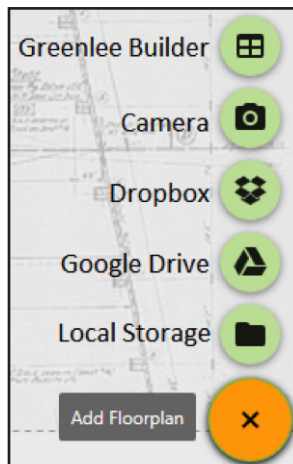 Greenlee Builder
Camera
Dropbox
Google Drive
Local Storage
Add Floorplan